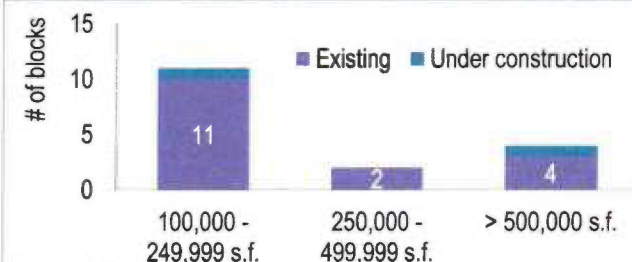 # of blocks
15
10
5
0
Existing
Under construction
11
2
4
100,000 -
249,999 s.f.
250,000 -
499,999 s.f.
> 500,000 s.f.